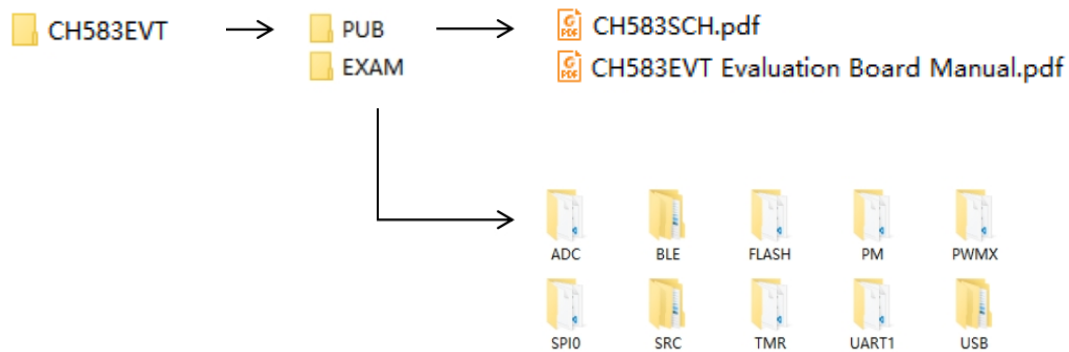 CH583EVT
PUB
EXAM
CH583SCH.pdf
CH583EVT Evaluation Board Manual.pdf
ADC
BLE
FLASH
PM
PWMX
SPI0
SRC
TMR
UART1
USB